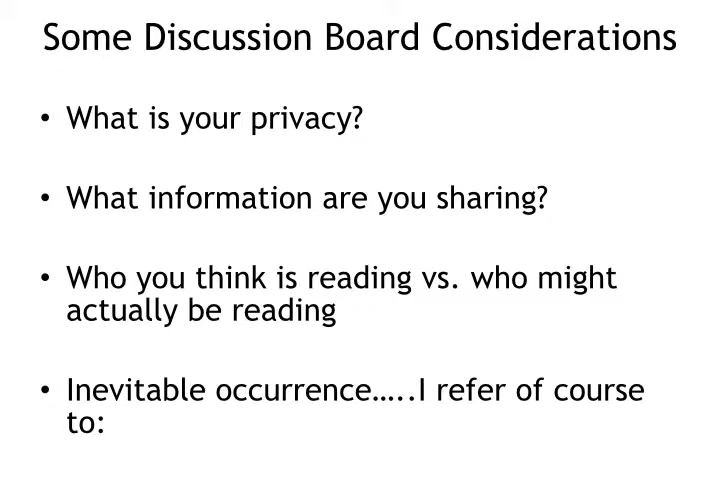 Some Discussion Board Considerations
• What is your privacy?
• What information are you sharing?
• Who you think is reading vs. who might
actually be reading
• Inevitable occurrence.....I refer of course
to: